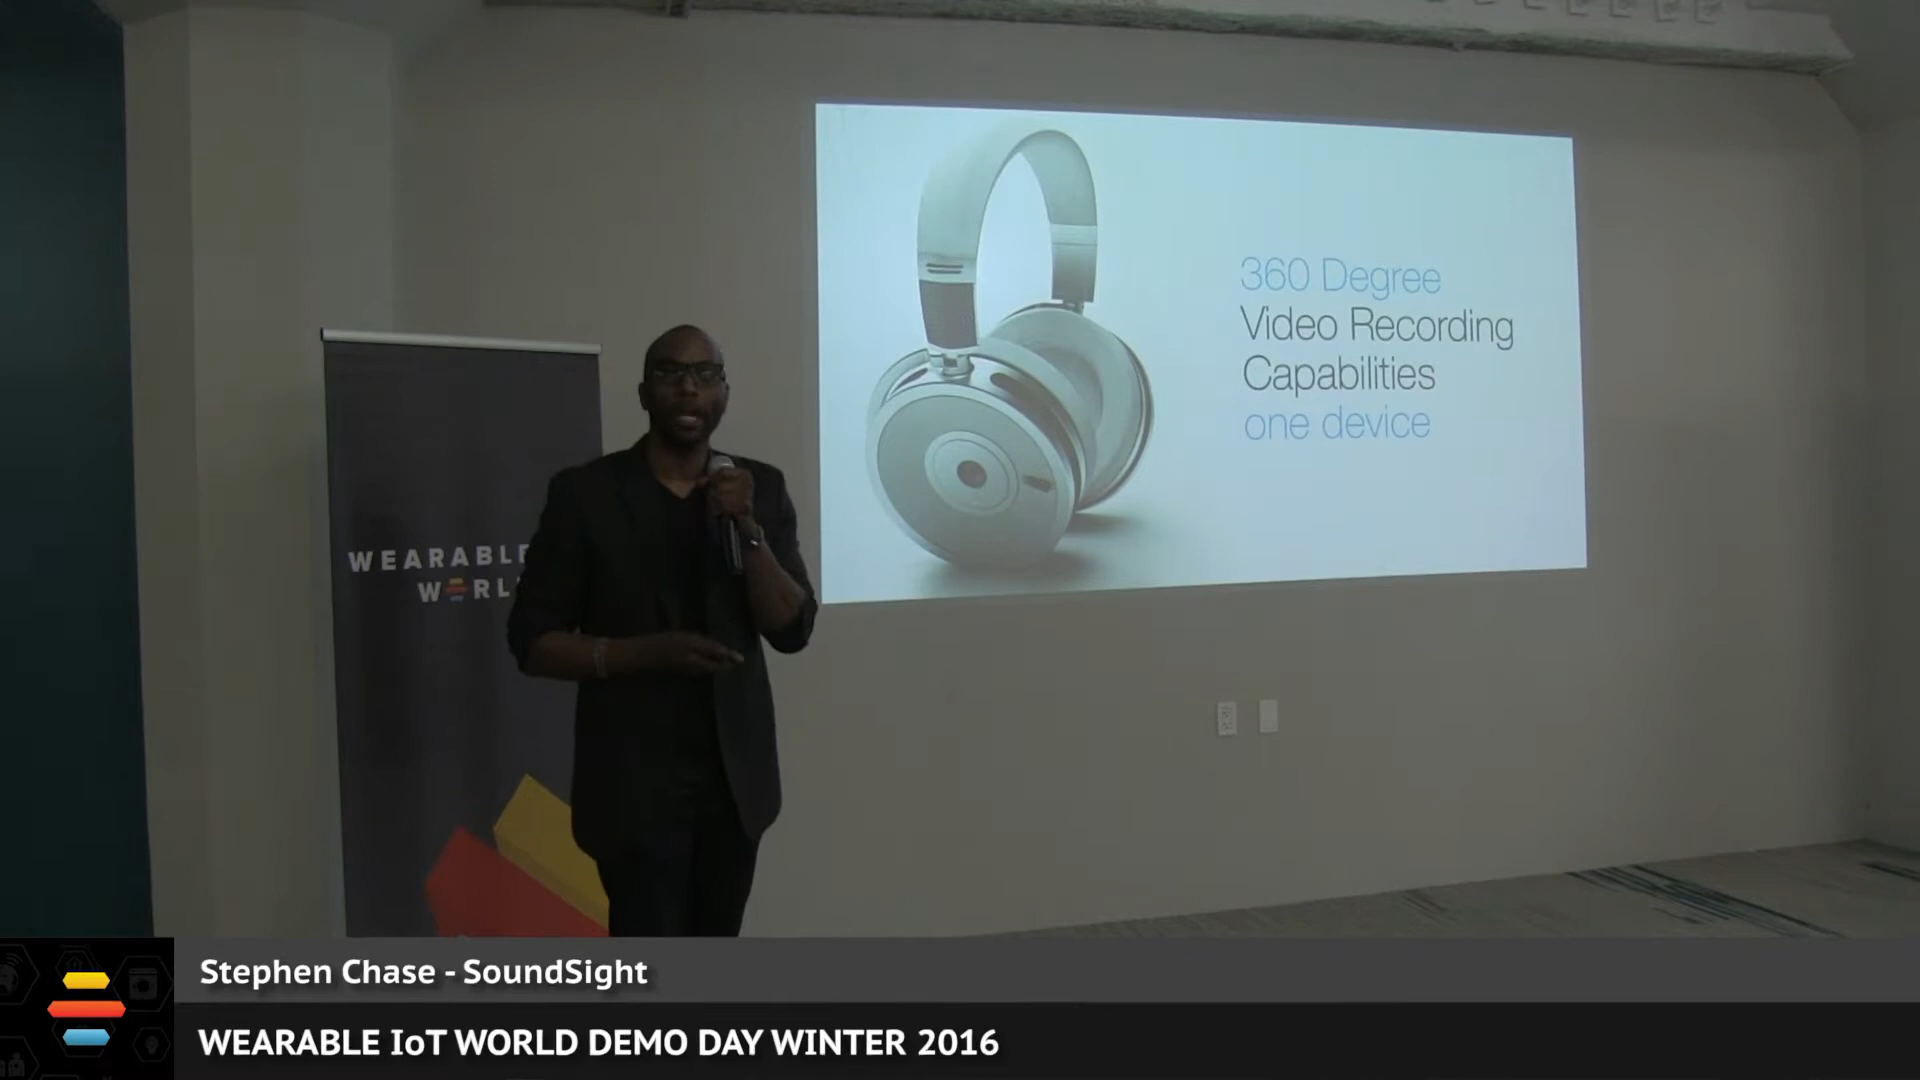 360 Degree
Video Recording
Capabilities
one device
WEARABLE
W RL
Stephen Chase - SoundSight
WEARABLE IoT WORLD DEMO DAY WINTER 2016